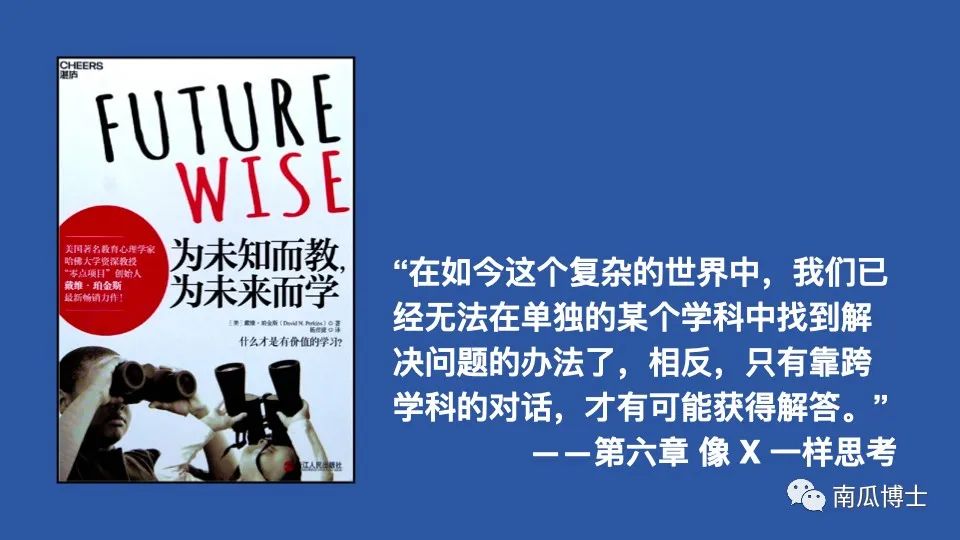 CHEERS
湛庐
FUTURE
WISE
美国著名教育心理学家
哈佛大学资深教授
“零点项目”创始人
戴维·珀金斯
最新畅销力作！
为未知而教，
为未来而学
［美］戴维·珀金斯（David N. Perkins）◎ 著
杨彦捷 ◎ 译
什么才是有价值的学习？
浙江人民出版社
“在如今这个复杂的世界中，我们已
经无法在单独的某个学科中找到解
决问题的办法了，相反，只有靠跨
学科的对话，才有可能获得解答。”
——第六章 像 X 一样思考
南瓜博士